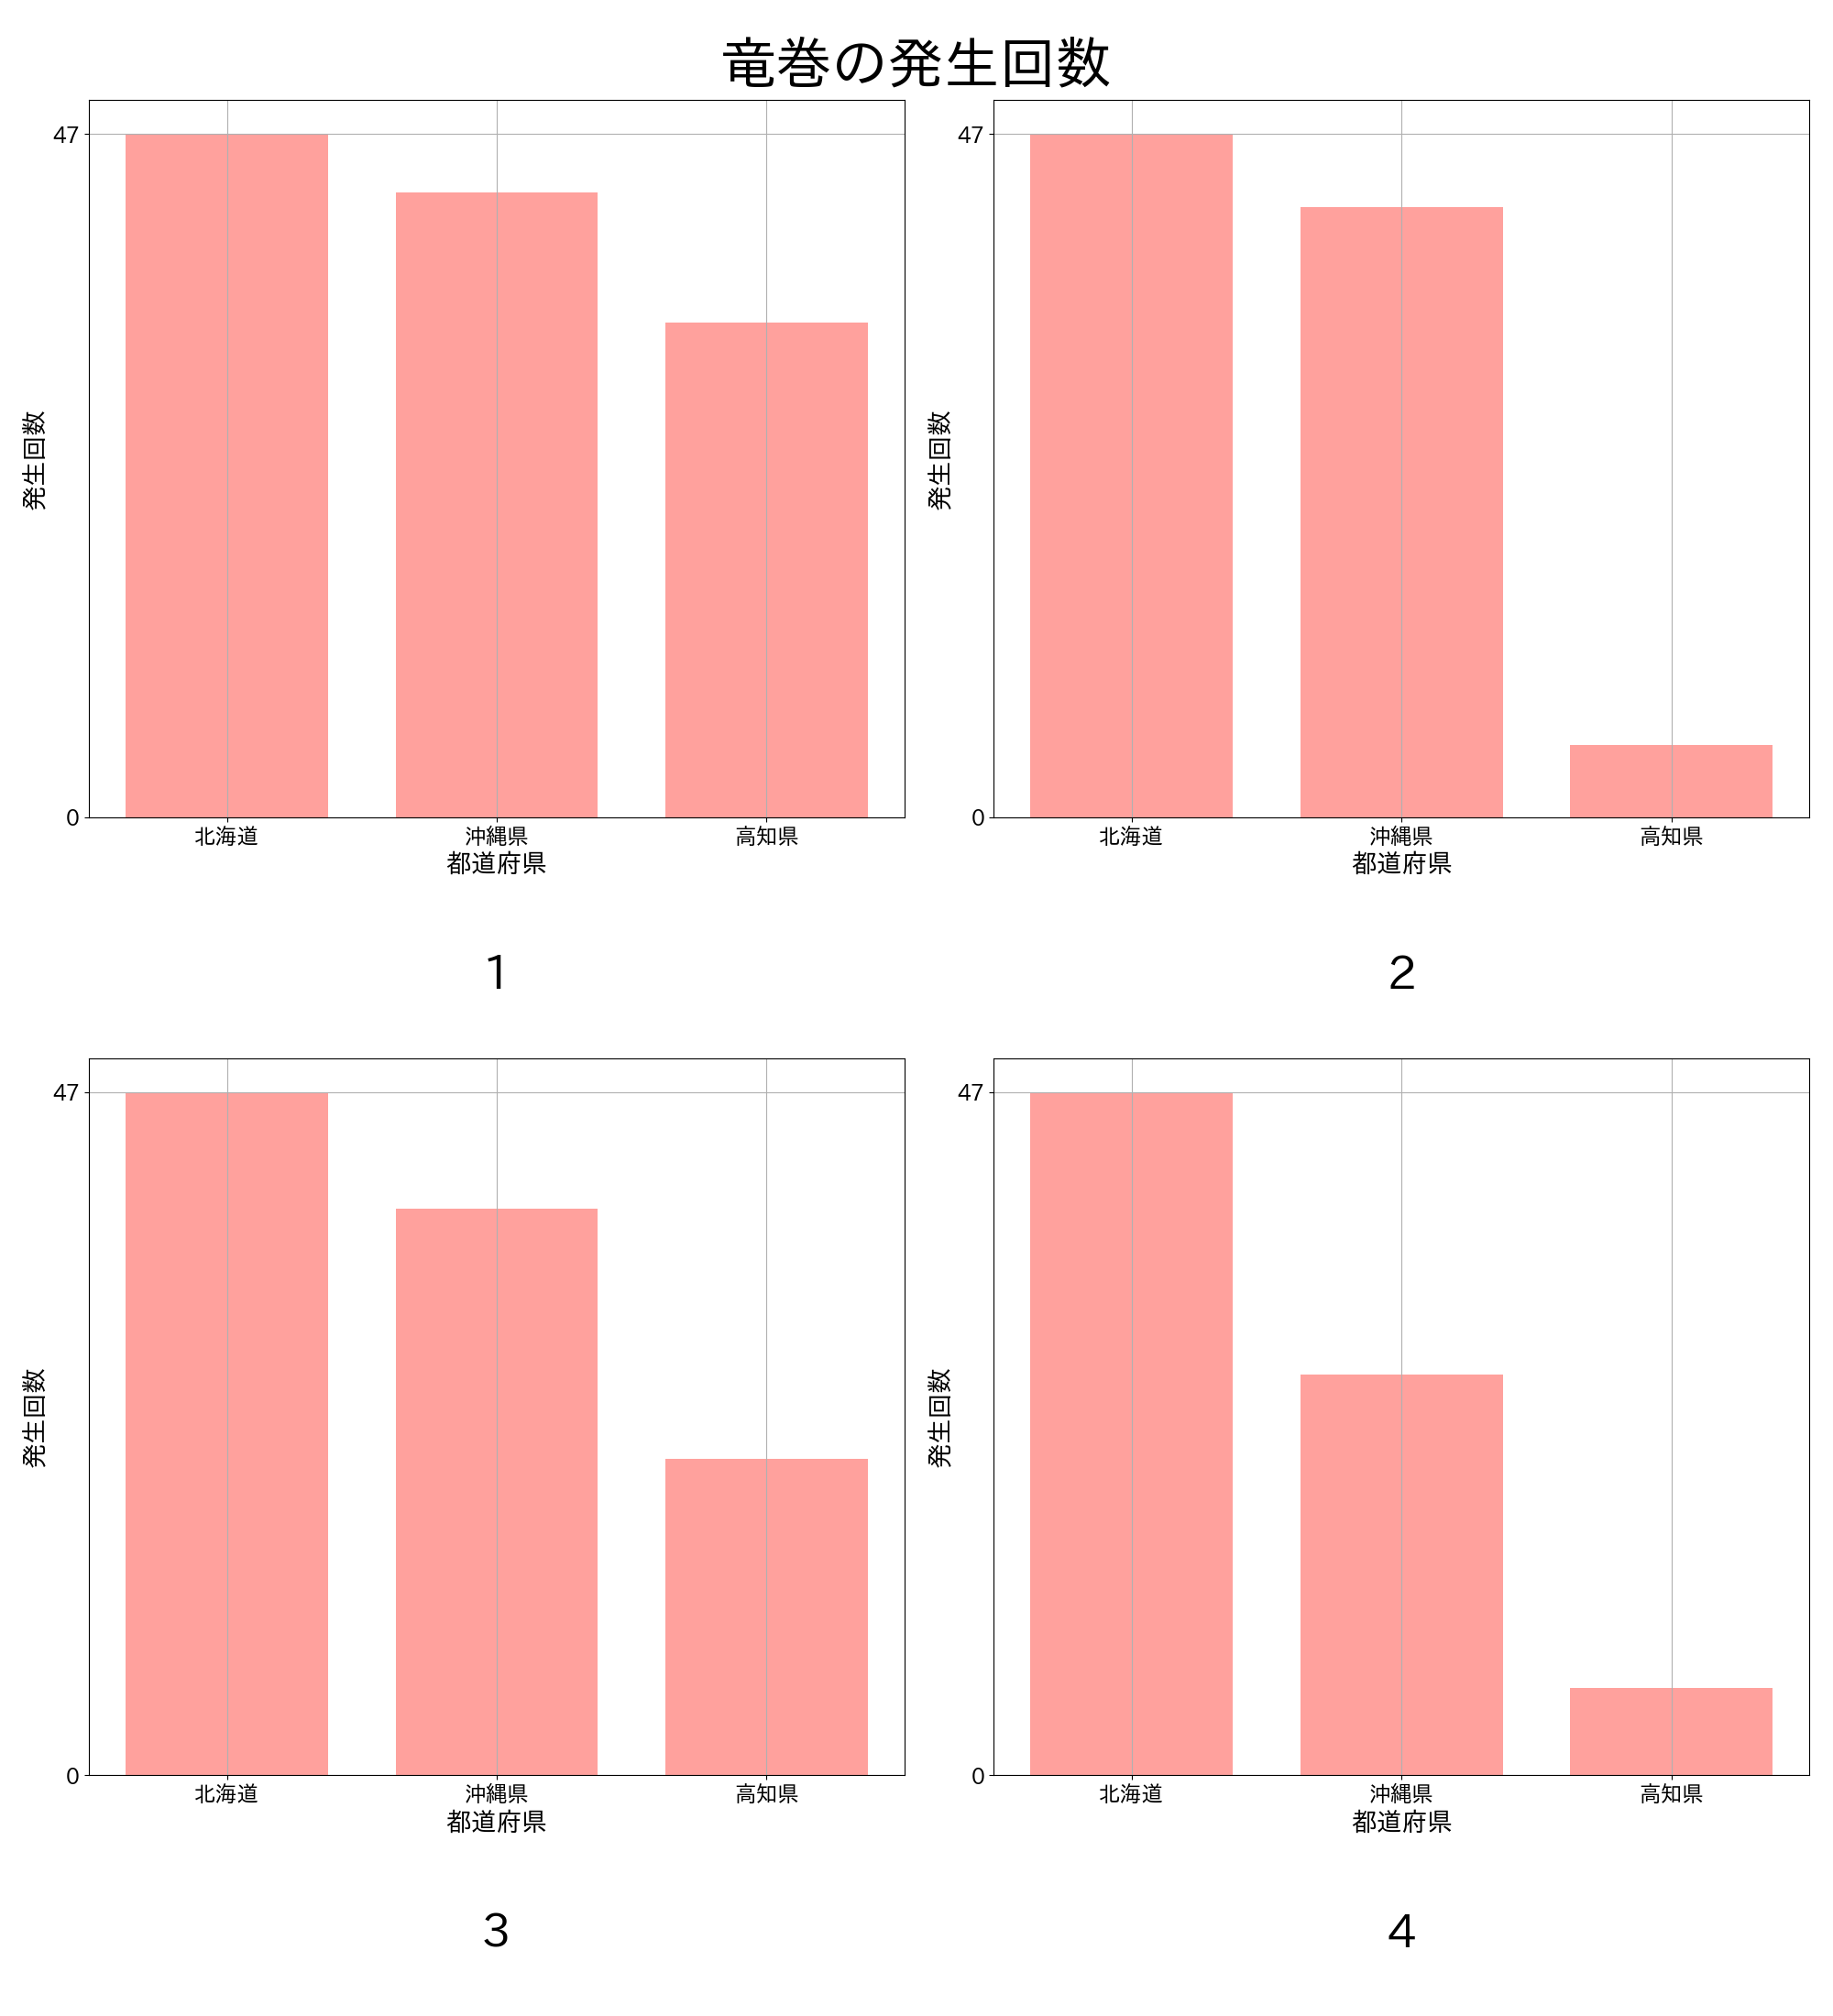 竜巻の発生回数
47
0
発生回数
北海道
沖縄県
高知県
都道府県
1
47
0
発生回数
北海道
沖縄県
高知県
都道府県
2
47
0
発生回数
北海道
沖縄県
高知県
都道府県
3
47
0
発生回数
北海道
沖縄県
高知県
都道府県
4